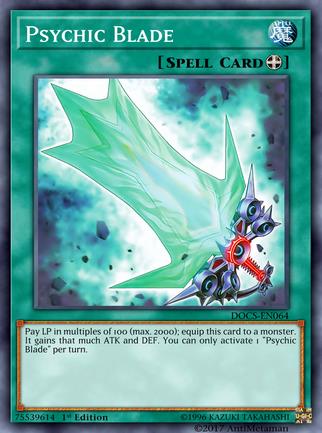 PSYCHIC BLADE
[SPELL CARD]
DOCS-EN064
Pay LP in multiples of 100 (max. 2000); equip this card to a monster.
It gains that much ATK and DEF. You can only activate 1 "Psychic
Blade" per turn.
75539614 1st Edition ©1996 KAZUKI TAKAHASHI
©2017 AntiMetaman